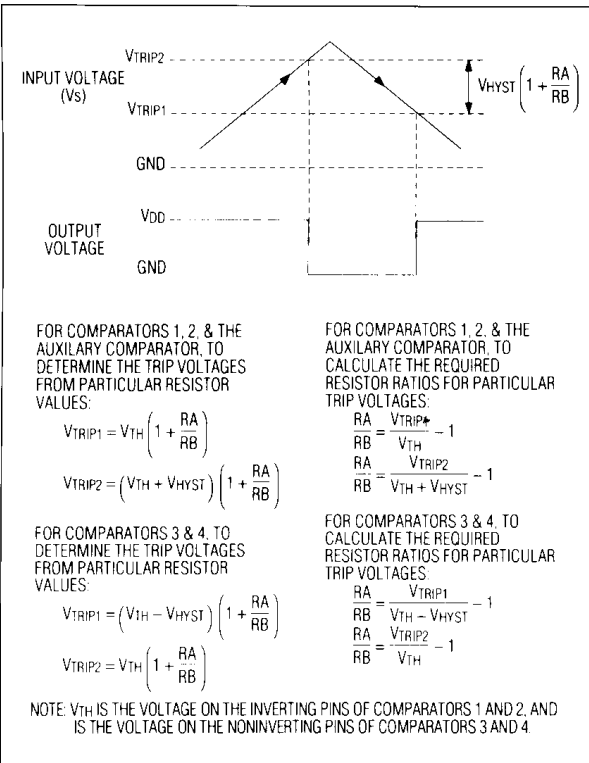 VTRIP2
INPUT VOLTAGE
(Vs)
VHYST (1 + RA/RB)
VTRIP1
GND
VDD
OUTPUT
VOLTAGE
GND
FOR COMPARATORS 1, 2, & THE
AUXILARY COMPARATOR, TO
DETERMINE THE TRIP VOLTAGES
FROM PARTICULAR RESISTOR
VALUES:
VTRIP1 = VTH (1 + RA/RB)
VTRIP2 = (VTH + VHYST) (1 + RA/RB)
FOR COMPARATORS 3 & 4, TO
DETERMINE THE TRIP VOLTAGES
FROM PARTICULAR RESISTOR
VALUES:
VTRIP1 = (VTH – VHYST) (1 + RA/RB)
VTRIP2 = VTH (1 + RA/RB)
FOR COMPARATORS 1, 2, & THE
AUXILARY COMPARATOR, TO
CALCULATE THE REQUIRED
RESISTOR RATIOS FOR PARTICULAR
TRIP VOLTAGES:
RA/RB = VTRIP1/VTH – 1
RA/RB = VTRIP2/(VTH + VHYST) – 1
FOR COMPARATORS 3 & 4, TO
CALCULATE THE REQUIRED
RESISTOR RATIOS FOR PARTICULAR
TRIP VOLTAGES:
RA/RB = VTRIP1/(VTH – VHYST) – 1
RA/RB = VTRIP2/VTH – 1
NOTE: VTH IS THE VOLTAGE ON THE INVERTING PINS OF COMPARATORS 1 AND 2, AND
IS THE VOLTAGE ON THE NONINVERTING PINS OF COMPARATORS 3 AND 4.